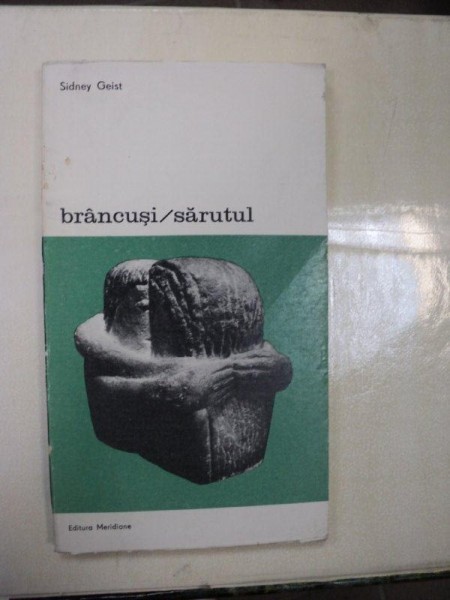 Sidney Geist
brâncuşi/sărutul
Editura Meridiane